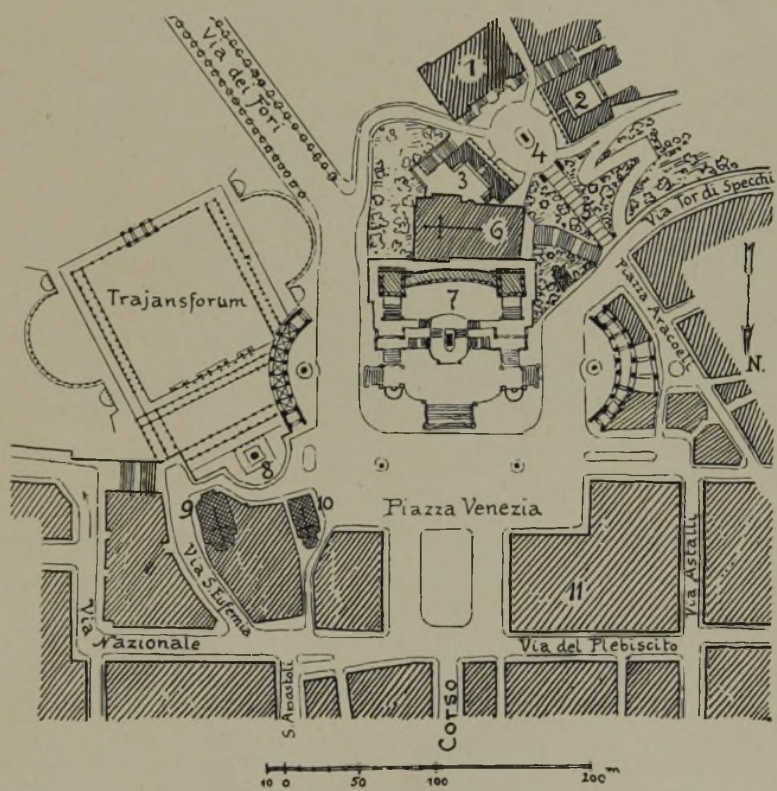 Via dei Fori
1
2
4
3
5
6
Via Tor di Specchi
7
Piazza Aracoeli
Trajansforum
N.
8
9
10
Piazza Venezia
Via S. Eufemia
11
Via Astalli
Via
Nazionale
Via del Plebiscito
S. Apostoli
Corso
10 0 50 100 200 m